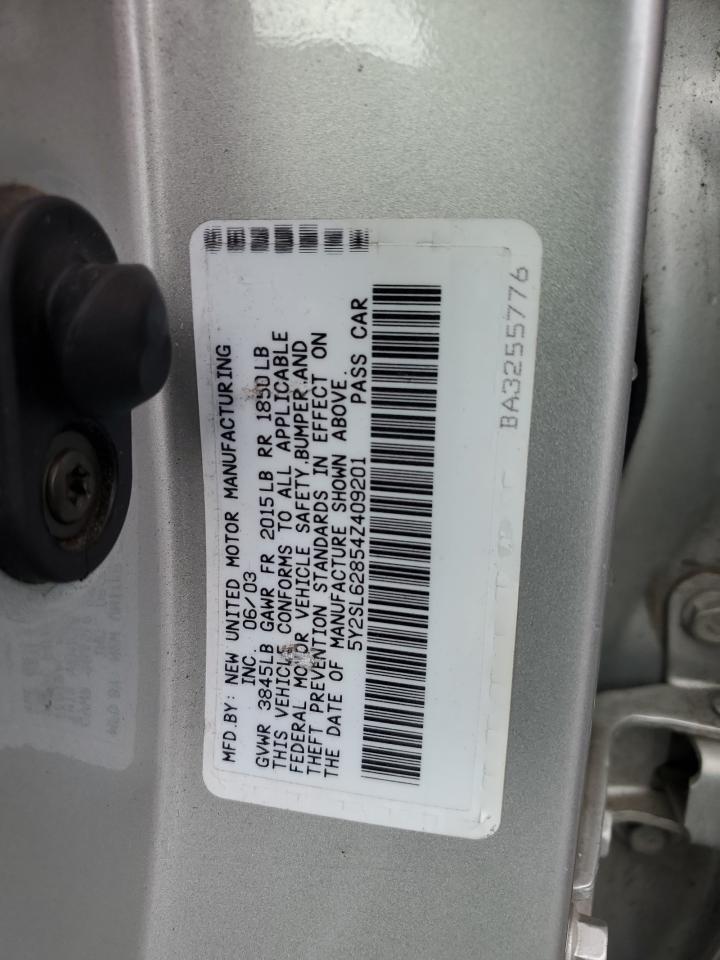 MFD.BY: NEW UNITED MOTOR MANUFACTURING
INC. 06/03
GVWR 3845LB GAWR FR 2015LB RR 1850LB
THIS VEHICLE CONFORMS TO ALL APPLICABLE
FEDERAL MOTOR VEHICLE SAFETY,BUMPER,AND
THEFT PREVENTION STANDARDS IN EFFECT ON
THE DATE OF MANUFACTURE SHOWN ABOVE.
5Y2SL62854Z409201 PASS CAR
BA3255776